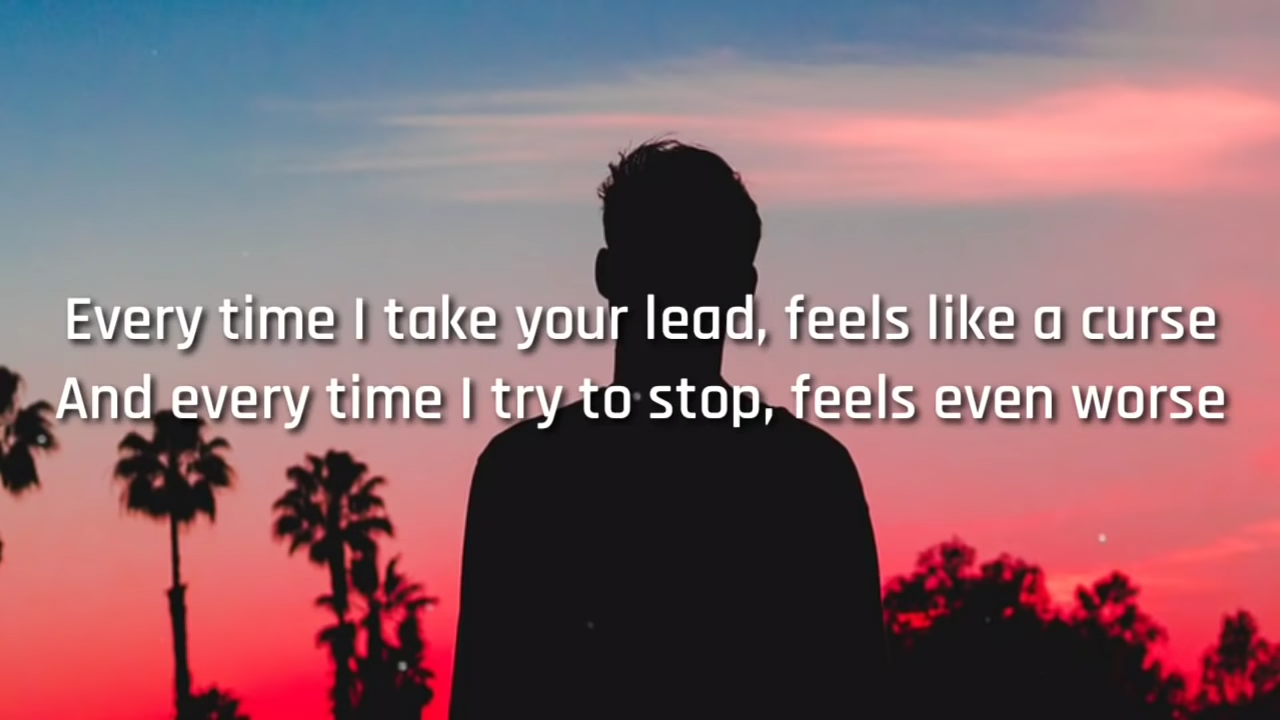 Every time I take your lead, feels like a curse
And every time I try to stop, feels even worse